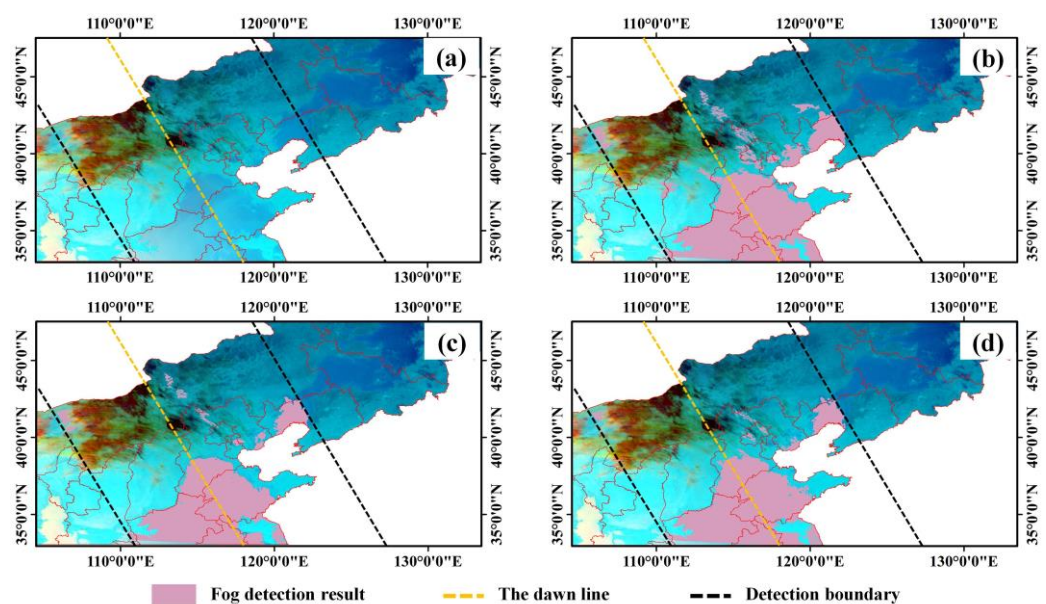 110°0'0"E 120°0'0"E 130°0'0"E 110°0'0"E 120°0'0"E 130°0'0"E
(a) (b)
45°0'0"N 45°0'0"N 45°0'0"N 45°0'0"N
40°0'0"N 40°0'0"N 40°0'0"N 40°0'0"N
35°0'0"N 35°0'0"N 35°0'0"N 35°0'0"N
110°0'0"E 120°0'0"E 130°0'0"E 110°0'0"E 120°0'0"E 130°0'0"E
110°0'0"E 120°0'0"E 130°0'0"E 110°0'0"E 120°0'0"E 130°0'0"E
(c) (d)
45°0'0"N 45°0'0"N 45°0'0"N 45°0'0"N
40°0'0"N 40°0'0"N 40°0'0"N 40°0'0"N
35°0'0"N 35°0'0"N 35°0'0"N 35°0'0"N
110°0'0"E 120°0'0"E 130°0'0"E 110°0'0"E 120°0'0"E 130°0'0"E
Fog detection result The dawn line Detection boundary